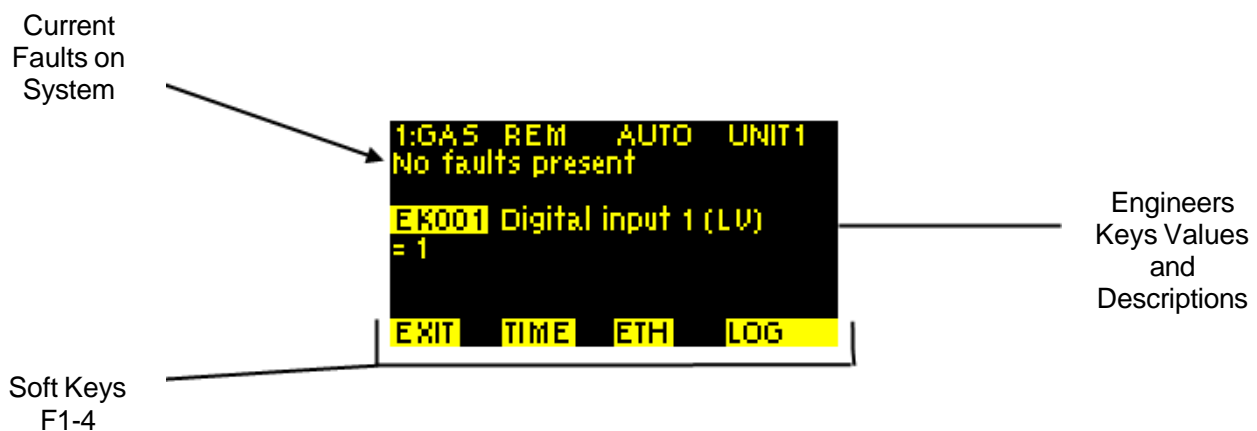 Current
Faults on
System
1:GAS REM AUTO UNIT1
No faults present
EK001 Digital input 1 (LV)
= 1
EXIT TIME ETH LOG
Engineers
Keys Values
and
Descriptions
Soft Keys
F1-4